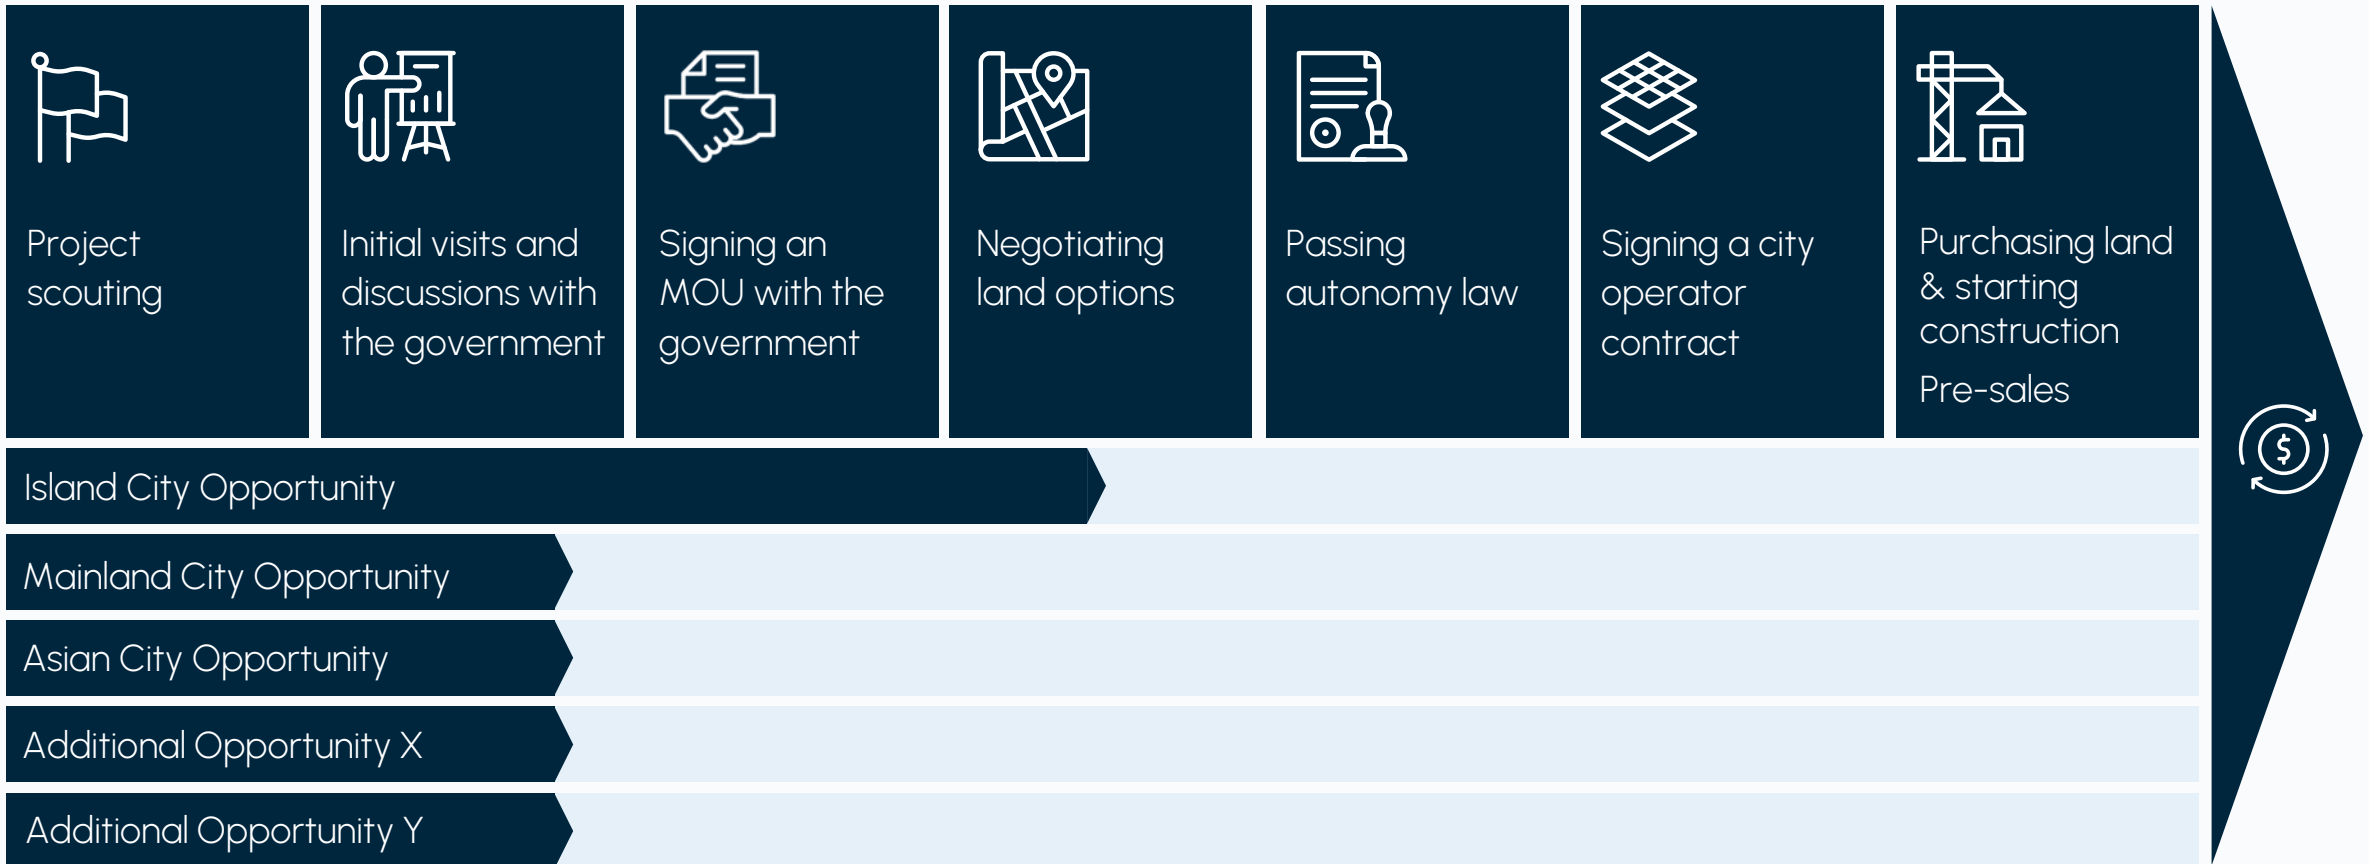 Project
scouting
Initial visits and
discussions with
the government
Signing an
MOU with the
government
Negotiating
land options
Passing
autonomy law
Signing a city
operator
contract
Purchasing land
& starting
construction
Pre-sales
$
Island City Opportunity
Mainland City Opportunity
Asian City Opportunity
Additional Opportunity X
Additional Opportunity Y